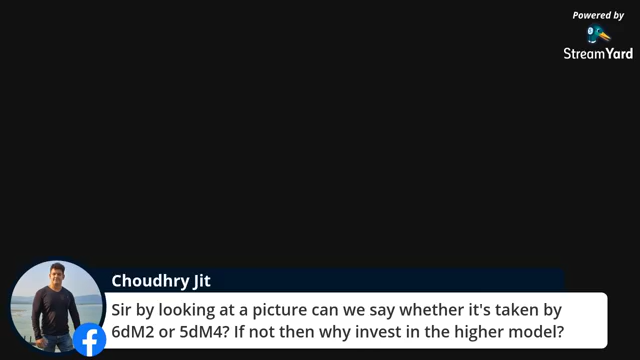 Powered by
StreamYard
Choudhry Jit
Sir by looking at a picture can we say whether it's taken by
6dM2 or 5dM4? If not then why invest in the higher model?